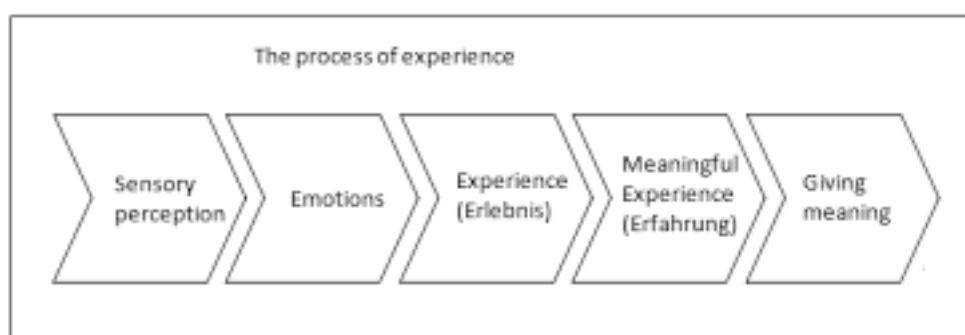 The process of experience
Sensory
perception
Emotions
Experience
(Erlebnis)
Meaningful
Experience
(Erfahrung)
Giving
meaning